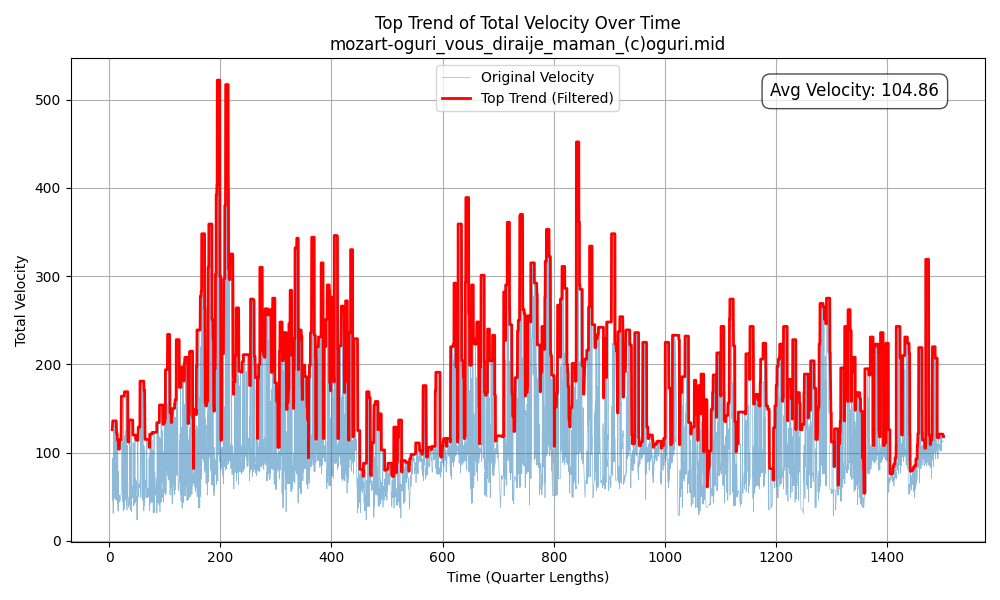 Top Trend of Total Velocity Over Time
mozart-oguri_vous_diraije_maman_(c)oguri.mid
Original Velocity
Top Trend (Filtered)
Avg Velocity: 104.86
Total Velocity
500
400
300
200
100
0
0 200 400 600 800 1000 1200 1400
Time (Quarter Lengths)